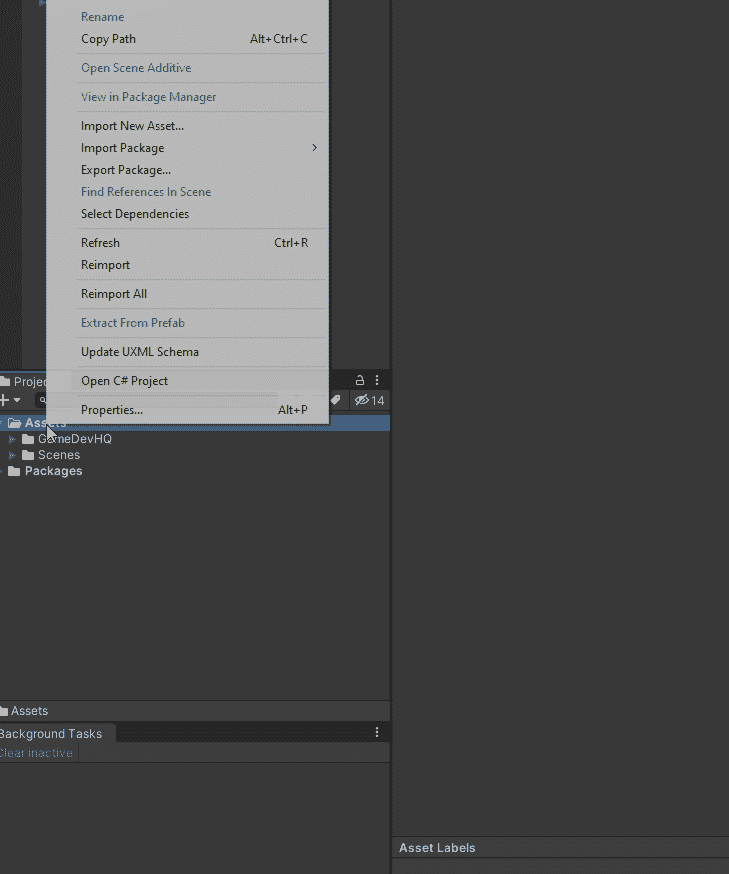 Rename
Copy Path Alt+Ctrl+C
Open Scene Additive
View in Package Manager
Import New Asset...
Import Package
Export Package...
Find References In Scene
Select Dependencies
Refresh Ctrl+R
Reimport
Reimport All
Extract From Prefab
Update UXML Schema
Open C# Project
Properties... Alt+P
14
Assets
GameDevHQ
Scenes
Packages
Assets
Background Tasks
Clear inactive
Asset Labels